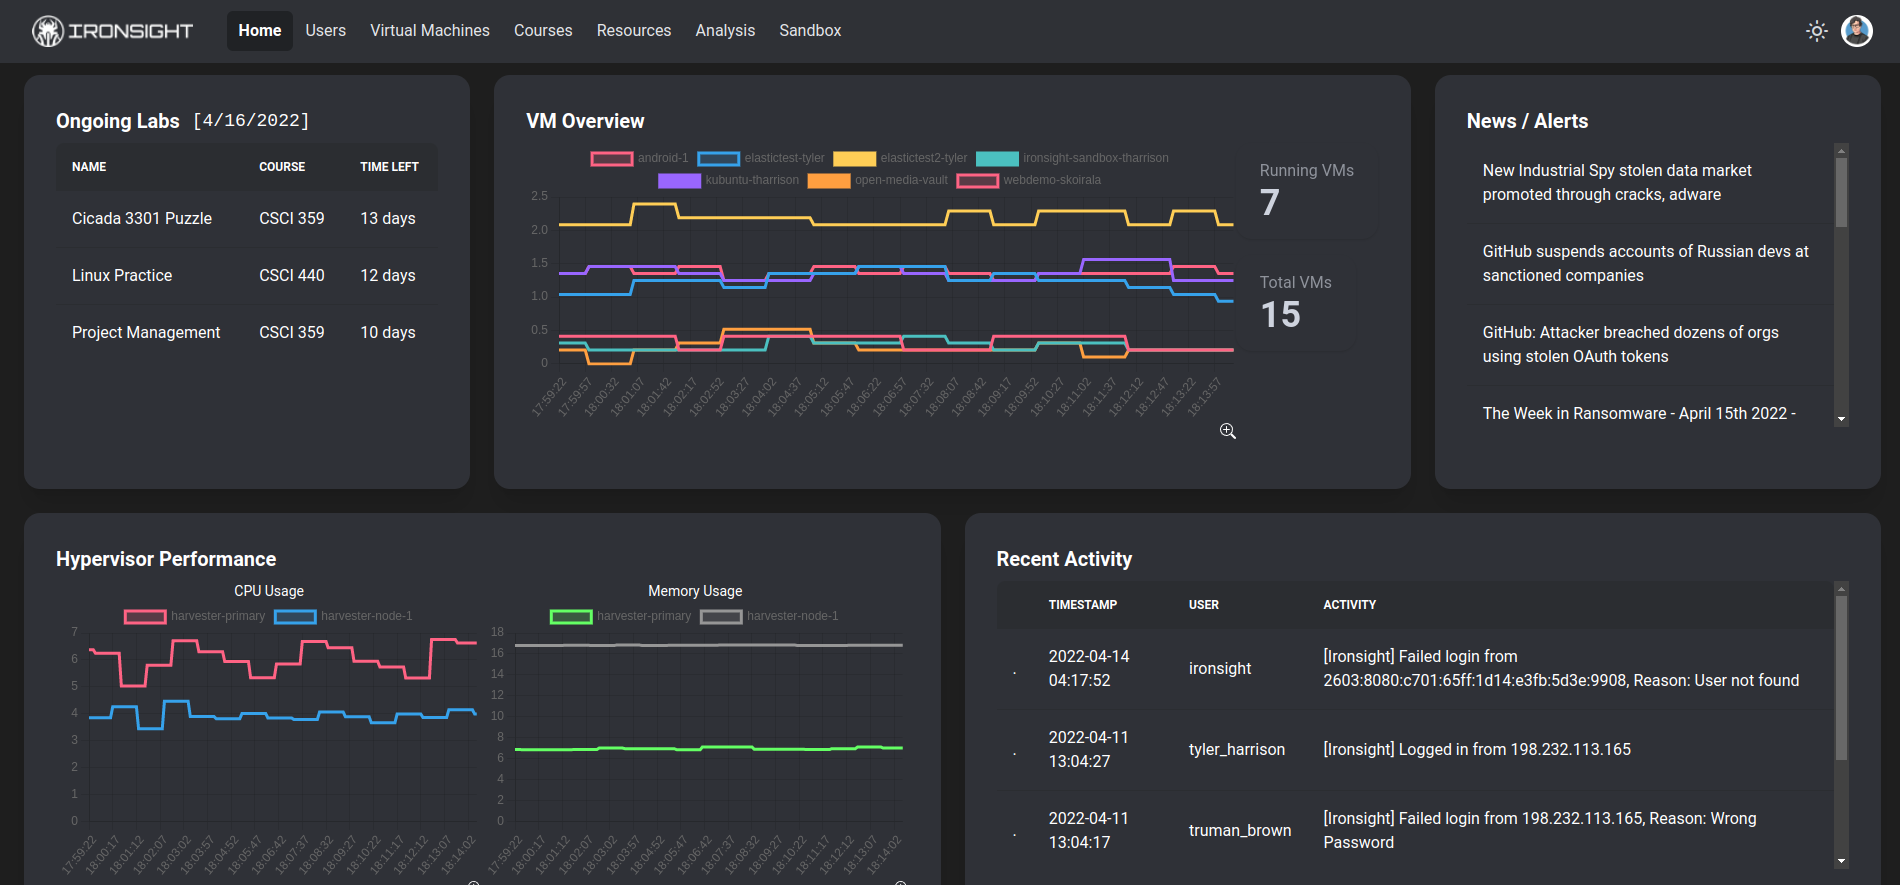 IRONSIGHT
Home Users Virtual Machines Courses Resources Analysis Sandbox
Ongoing Labs [4/16/2022]
NAME COURSE TIME LEFT
Cicada 3301 Puzzle CSCI 359 13 days
Linux Practice CSCI 440 12 days
Project Management CSCI 359 10 days
VM Overview
android-1 elastictest-tyler elastictest2-tyler ironsight-sandbox-tharrison
kubuntu-tharrison open-media-vault webdemo-skoirala
2.5
2.0
1.5
1.0
0.5
0
17:59:22 17:59:57 18:00:32 18:01:07 18:01:42 18:02:17 18:02:52 18:03:27 18:04:02 18:04:37 18:05:12 18:05:47 18:06:22 18:06:57 18:07:32 18:08:07 18:08:42 18:09:17 18:09:52 18:10:27 18:11:02 18:11:37 18:12:12 18:12:47 18:13:22 18:13:57
Running VMs
7
Total VMs
15
News / Alerts
New Industrial Spy stolen data market
promoted through cracks, adware
GitHub suspends accounts of Russian devs at
sanctioned companies
GitHub: Attacker breached dozens of orgs
using stolen OAuth tokens
The Week in Ransomware - April 15th 2022 -
Hypervisor Performance
CPU Usage
harvester-primary harvester-node-1
7
6
5
4
3
2
1
0
17:59:22 18:00:17 18:01:12 18:02:07 18:03:02 18:03:57 18:04:52 18:05:47 18:06:42 18:07:37 18:08:32 18:09:27 18:10:22 18:11:17 18:12:12 18:13:07 18:14:02
Memory Usage
harvester-primary harvester-node-1
18
16
14
12
10
8
6
4
2
0
17:59:22 18:00:17 18:01:12 18:02:07 18:03:02 18:03:57 18:04:52 18:05:47 18:06:42 18:07:37 18:08:32 18:09:27 18:10:22 18:11:17 18:12:12 18:13:07 18:14:02
Recent Activity
TIMESTAMP USER ACTIVITY
. 2022-04-14
04:17:52
ironsight
[Ironsight] Failed login from
2603:8080:c701:65ff:1d14:e3fb:5d3e:9908, Reason: User not found
. 2022-04-11
13:04:27
tyler_harrison
[Ironsight] Logged in from 198.232.113.165
. 2022-04-11
13:04:17
truman_brown
[Ironsight] Failed login from 198.232.113.165, Reason: Wrong
Password